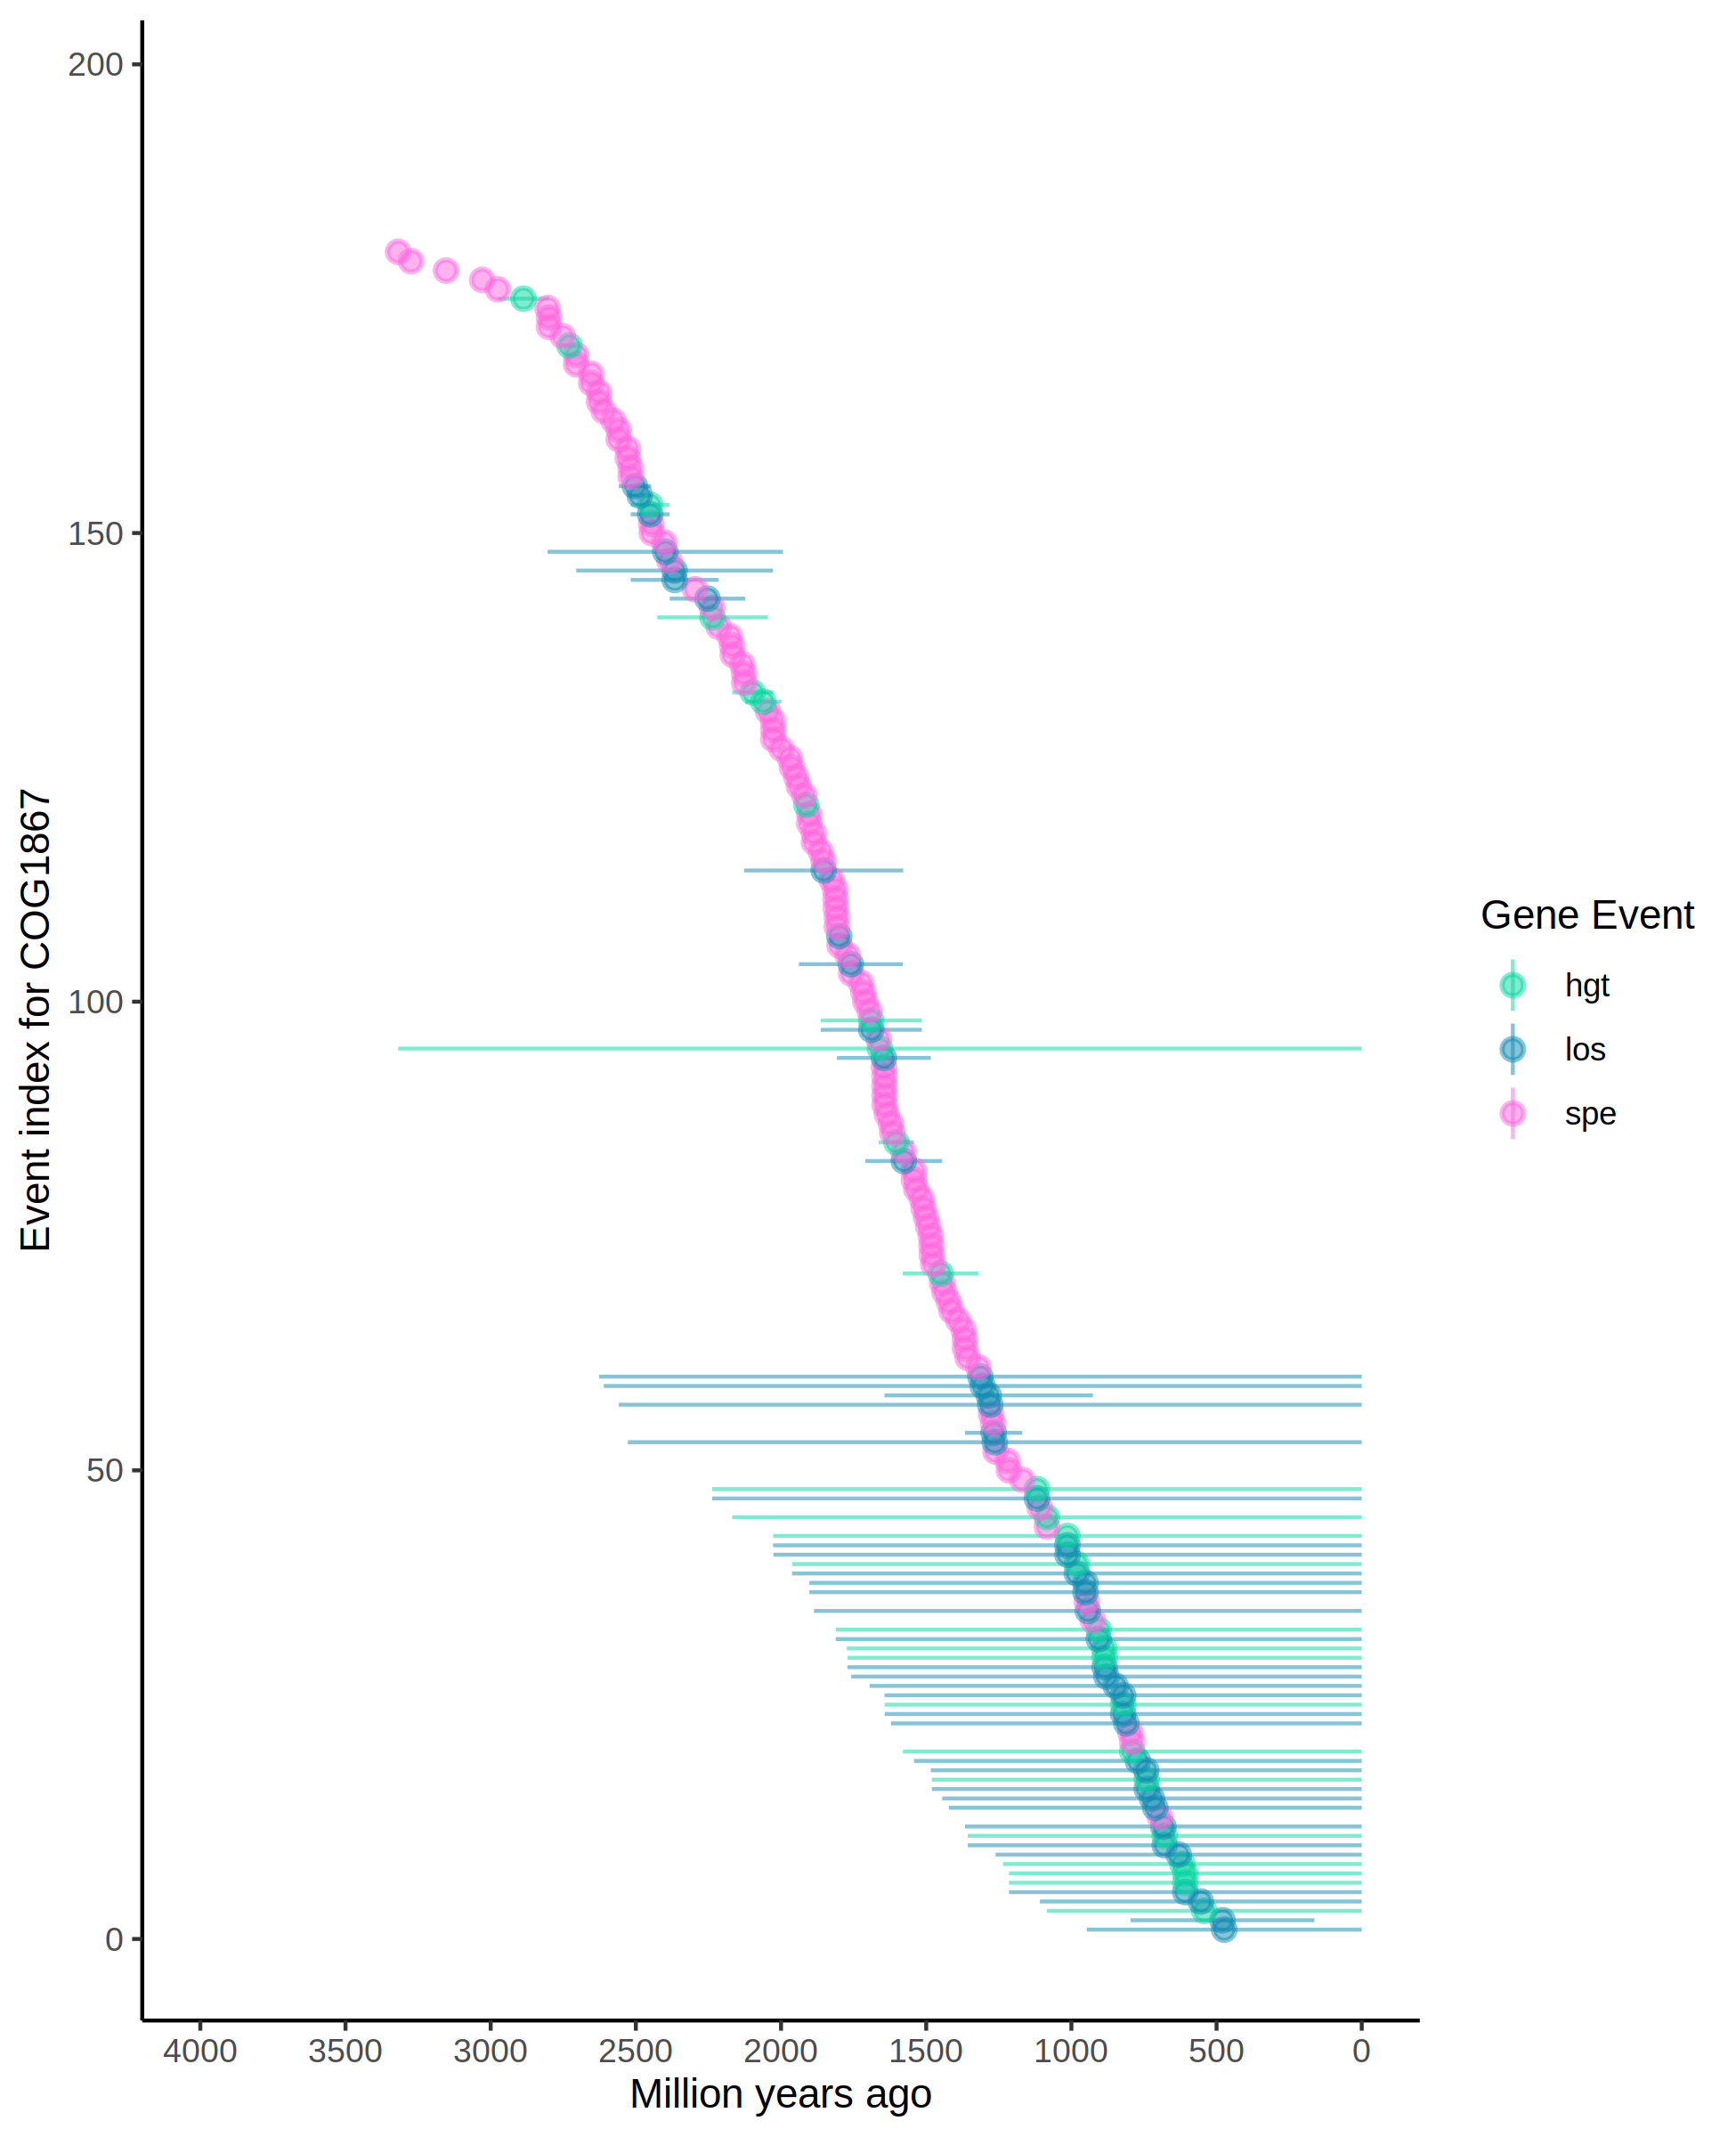 200
150
100
50
0
Event index for COG1867
4000 3500 3000 2500 2000 1500 1000 500 0
Million years ago
Gene Event
hgt
los
spe